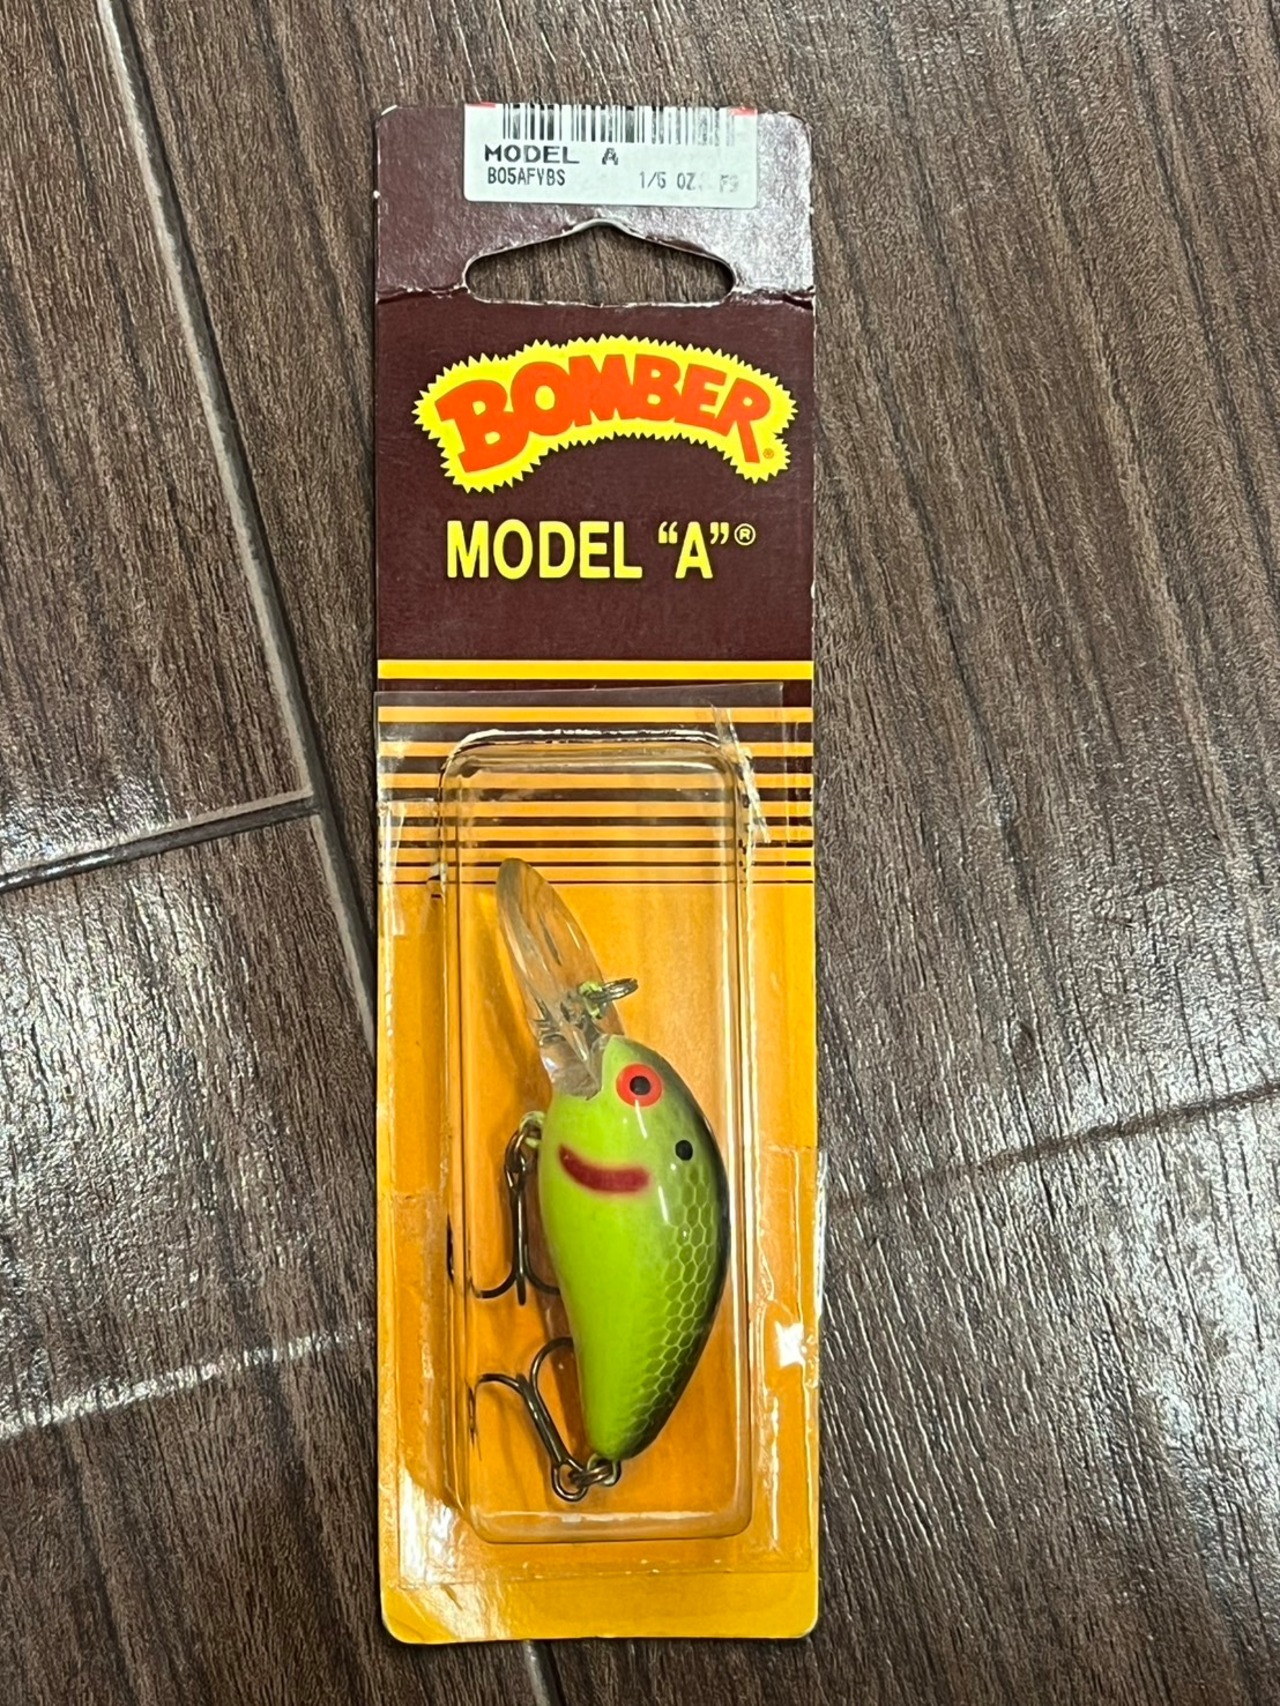 MODEL A
B05AFYBS 1/5 OZ.
BOMBER®
MODEL “A”®